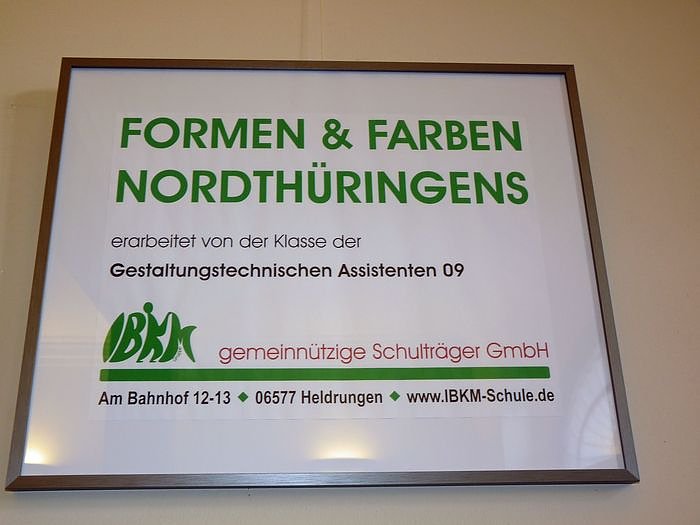 FORMEN & FARBEN
NORDTHÜRINGENS
erarbeitet von der Klasse der
Gestaltungstechnischen Assistenten 09
IBKM
gemeinnützige Schulträger GmbH
Am Bahnhof 12-13 ◆ 06577 Heldrungen ◆ www.IBKM-Schule.de